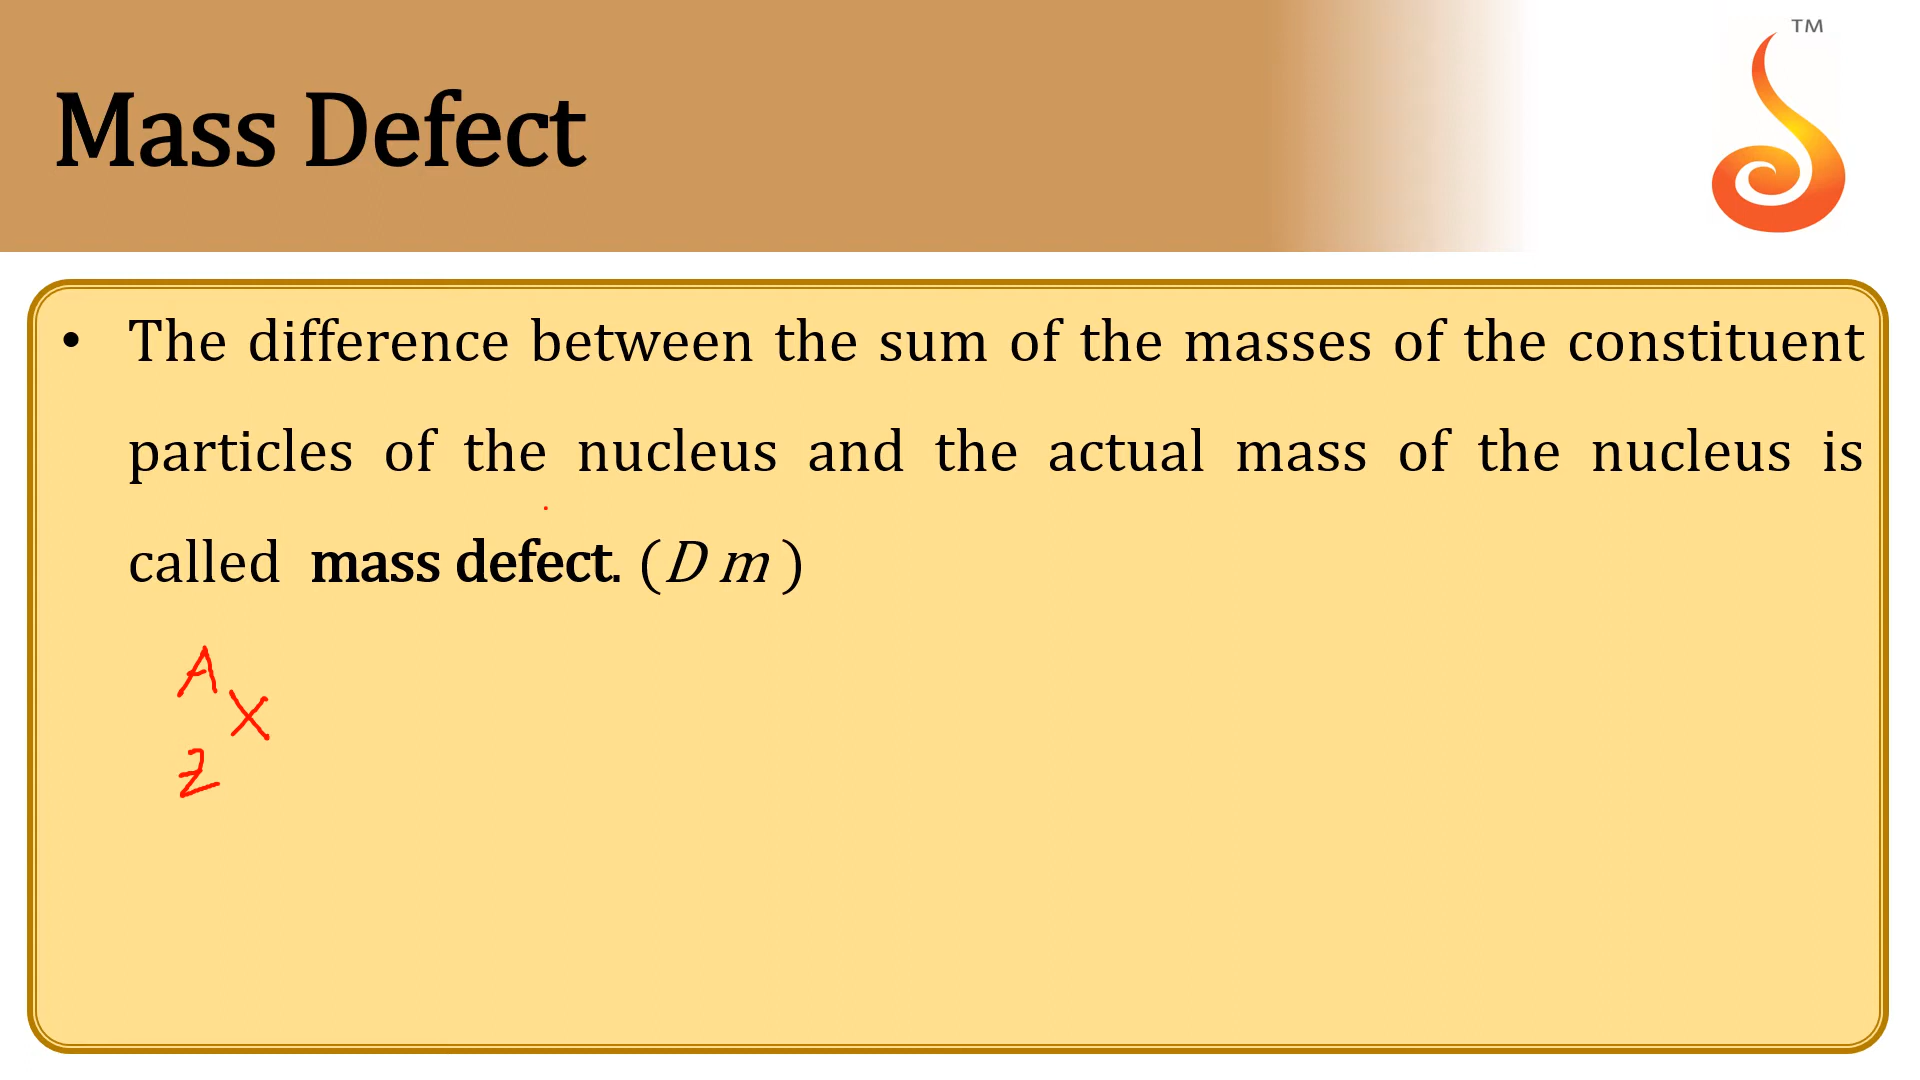 TM
Mass Defect
• The difference between the sum of the masses of the constituent
particles of the nucleus and the actual mass of the nucleus is
called mass defect. (D m)
A
X
Z